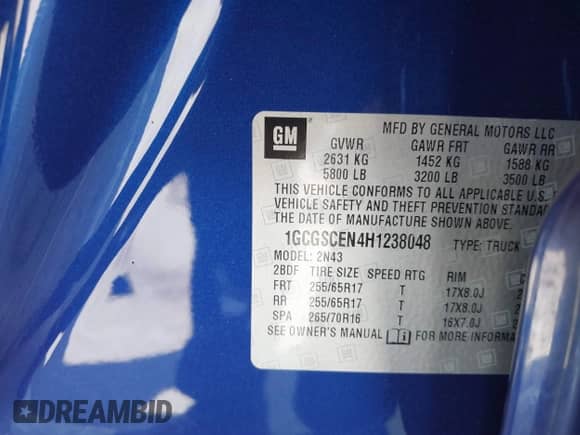 MFD BY GENERAL MOTORS LLC
GM
GVWR GAWR FRT GAWR RR
2631 KG 1452 KG 1588 KG
5800 LB 3200 LB 3500 LB
THIS VEHICLE CONFORMS TO ALL APPLICABLE U.S.
VEHICLE SAFETY AND THEFT PREVENTION STANDAR
DATE OF MANUFACTURE SHOWN ABOVE.
1GCGSCEN4H1238048 TYPE: TRUCK
MODEL: 2N43
2BDF TIRE SIZE SPEED RTG RIM
FRT 255/65R17 T 17X8.0J
RR 255/65R17 T 17X8.0J
SPA 265/70R16 T 16X7.0J
SEE OWNER'S MANUAL FOR MORE INFORMA
DREAMBID